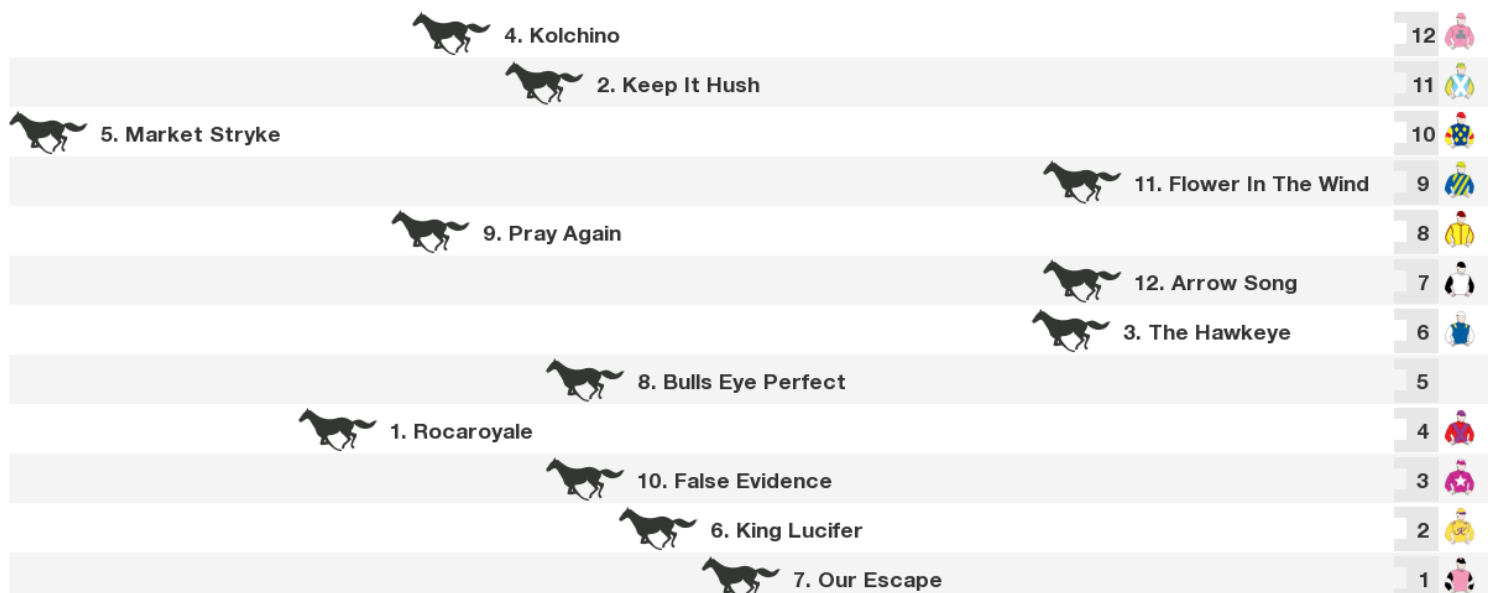 4. Kolchino 12
2. Keep It Hush 11
5. Market Stryke 10
11. Flower In The Wind 9
9. Pray Again 8
12. Arrow Song 7
3. The Hawkeye 6
8. Bulls Eye Perfect 5
1. Rocaroyale 4
10. False Evidence 3
6. King Lucifer 2
7. Our Escape 1